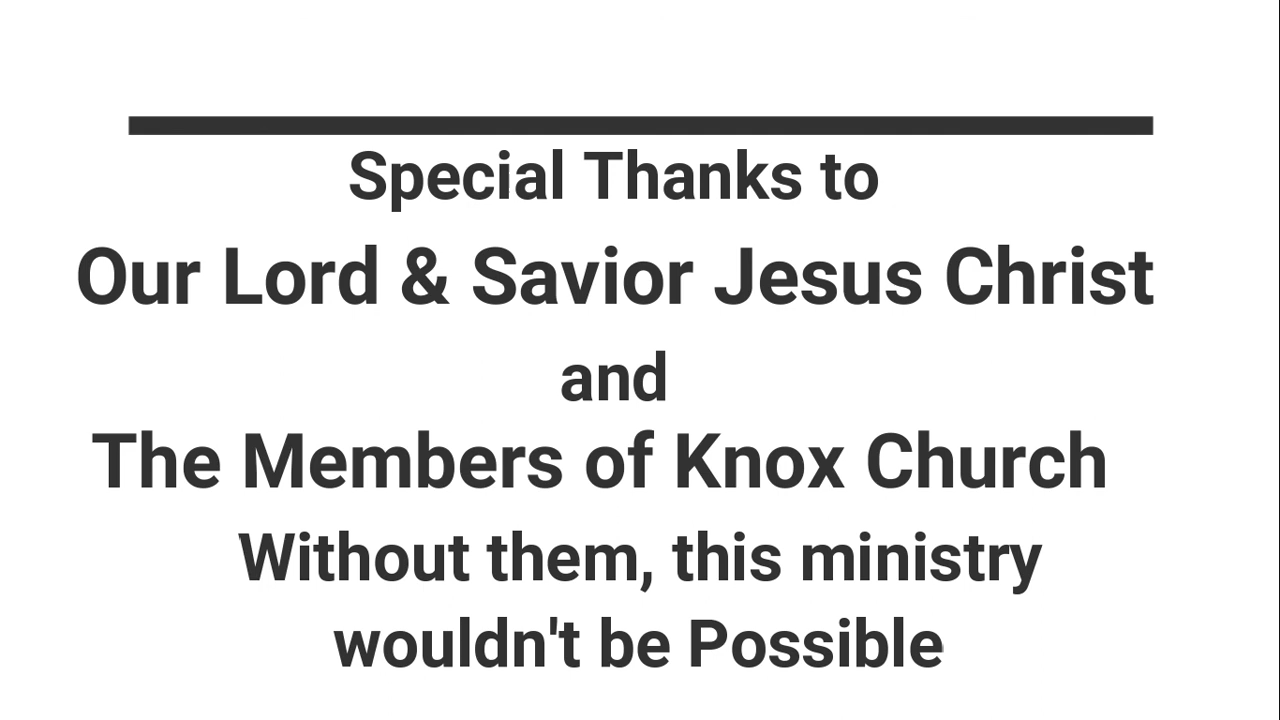 Special Thanks to
Our Lord & Savior Jesus Christ
and
The Members of Knox Church
Without them, this ministry
wouldn't be Possible